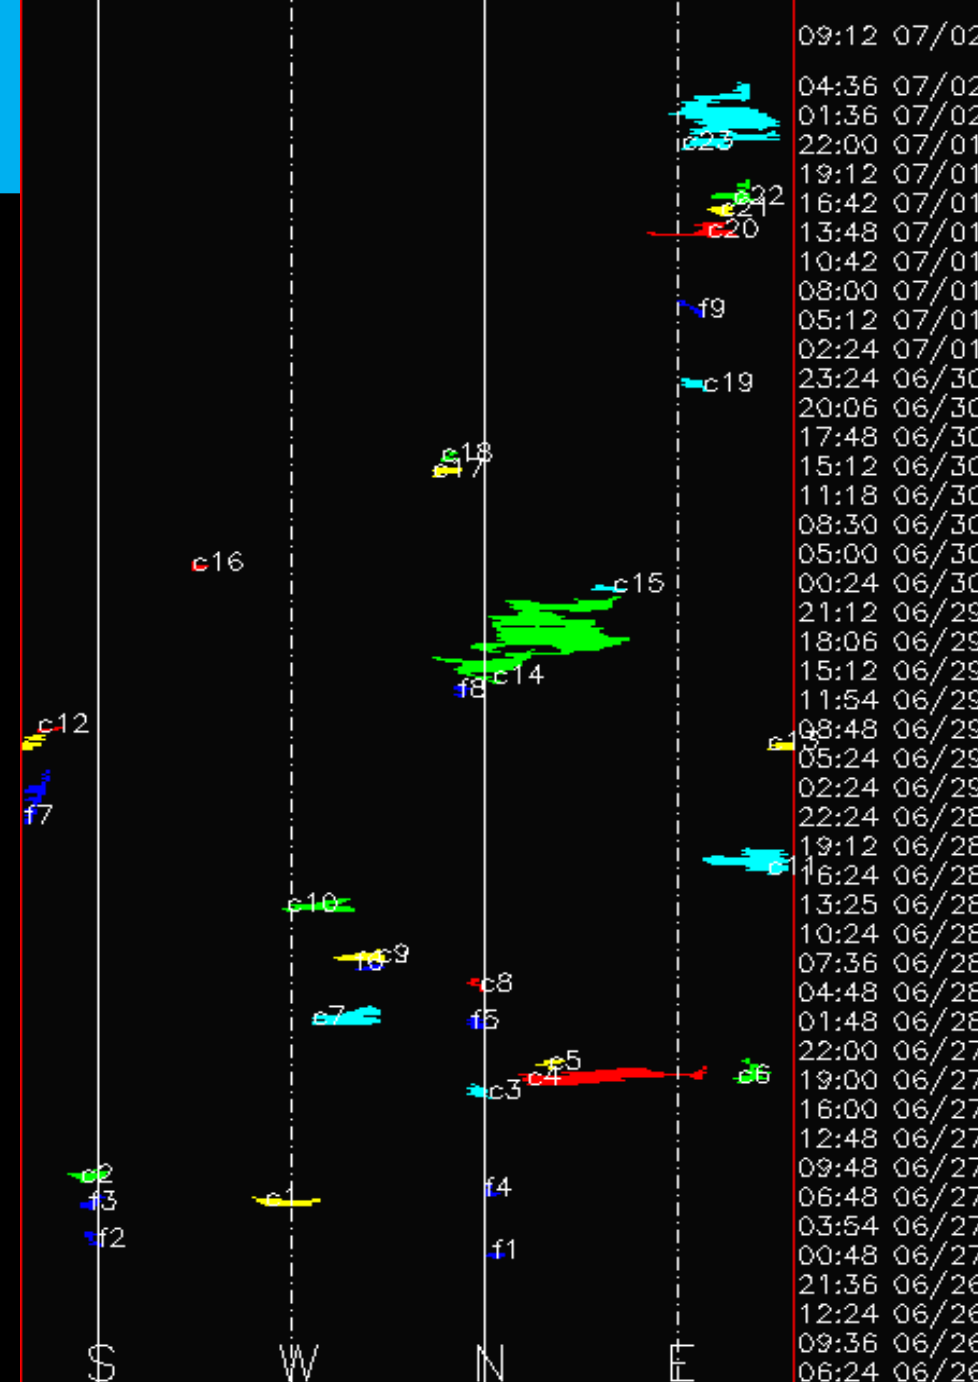 09:12 07/02
04:36 07/02
01:36 07/02
c23 22:00 07/01
19:12 07/01
c22
c21 16:42 07/01
c20 13:48 07/01
10:42 07/01
08:00 07/01
f9 05:12 07/01
02:24 07/01
c19 23:24 06/30
20:06 06/30
17:48 06/30
c18
c17 15:12 06/30
11:18 06/30
08:30 06/30
c16 05:00 06/30
c15 00:24 06/30
21:12 06/29
18:06 06/29
c14 15:12 06/29
f8 11:54 06/29
c12 08:48 06/29
05:24 06/29
02:24 06/29
f7 22:24 06/28
19:12 06/28
c11 16:24 06/28
c10 13:25 06/28
10:24 06/28
c9 f6 07:36 06/28
c8 04:48 06/28
c7 f5 01:48 06/28
c5 22:00 06/27
c4 c6 19:00 06/27
c3 16:00 06/27
12:48 06/27
c2 09:48 06/27
f3 c1 f4 06:48 06/27
f2 03:54 06/27
f1 00:48 06/27
21:36 06/26
12:24 06/26
09:36 06/26
S W N E 06:24 06/26